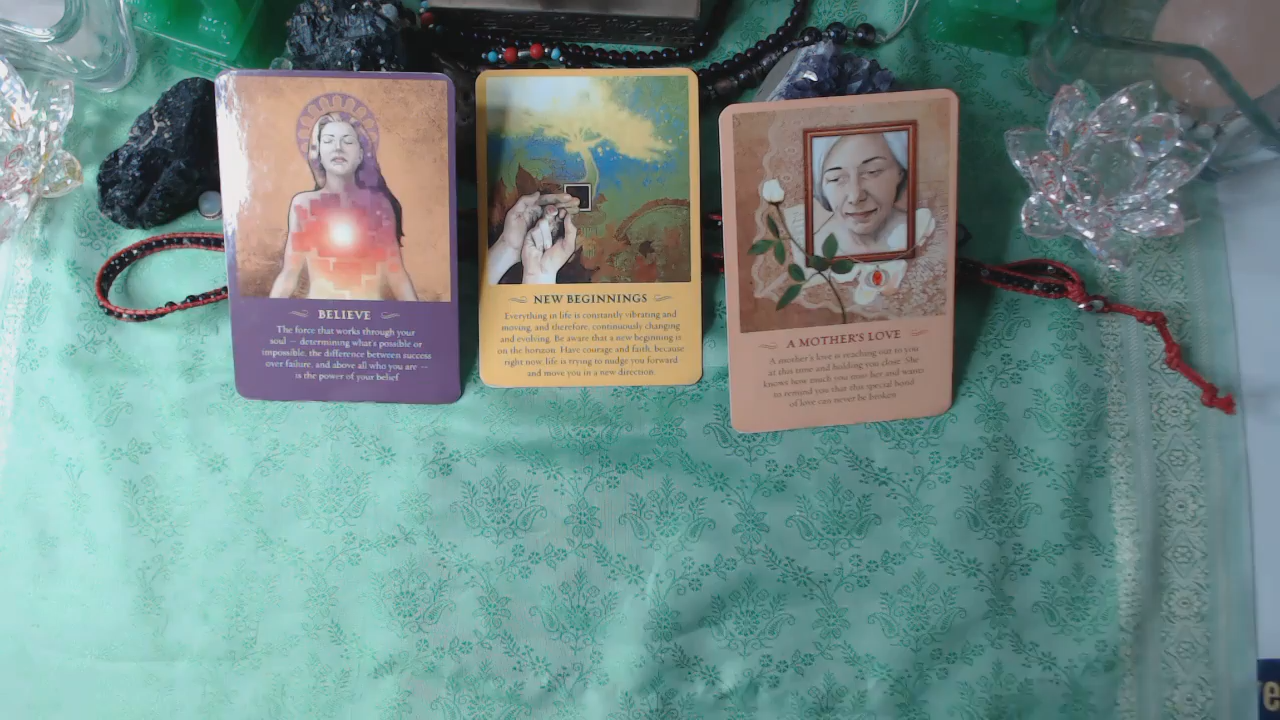 BELIEVE
The force that works through your
soul — determining what's possible or
impossible, the difference between success
over failure, and above all who you are —
is the power of your belief
NEW BEGINNINGS
Everything in life is constantly vibrating and
moving, and therefore, continuously changing
and evolving. Be aware that a new beginning is
on the horizon. Have courage and faith, because
right now, life is trying to nudge you forward
and move you in a new direction.
A MOTHER'S LOVE
A mother's love is reaching out to you
at this time and holding you close. She
knows how much you miss her and wants
to remind you that this special bond
of love can never be broken